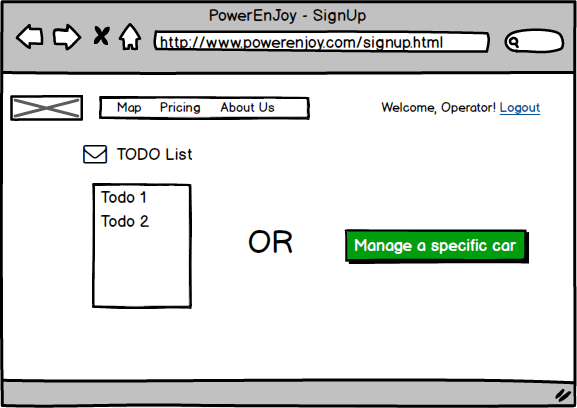 PowerEnJoy - SignUp
http://www.powerenjoy.com/signup.html
Map Pricing About Us
Welcome, Operator! Logout
TODO List
Todo 1
Todo 2
OR
Manage a specific car